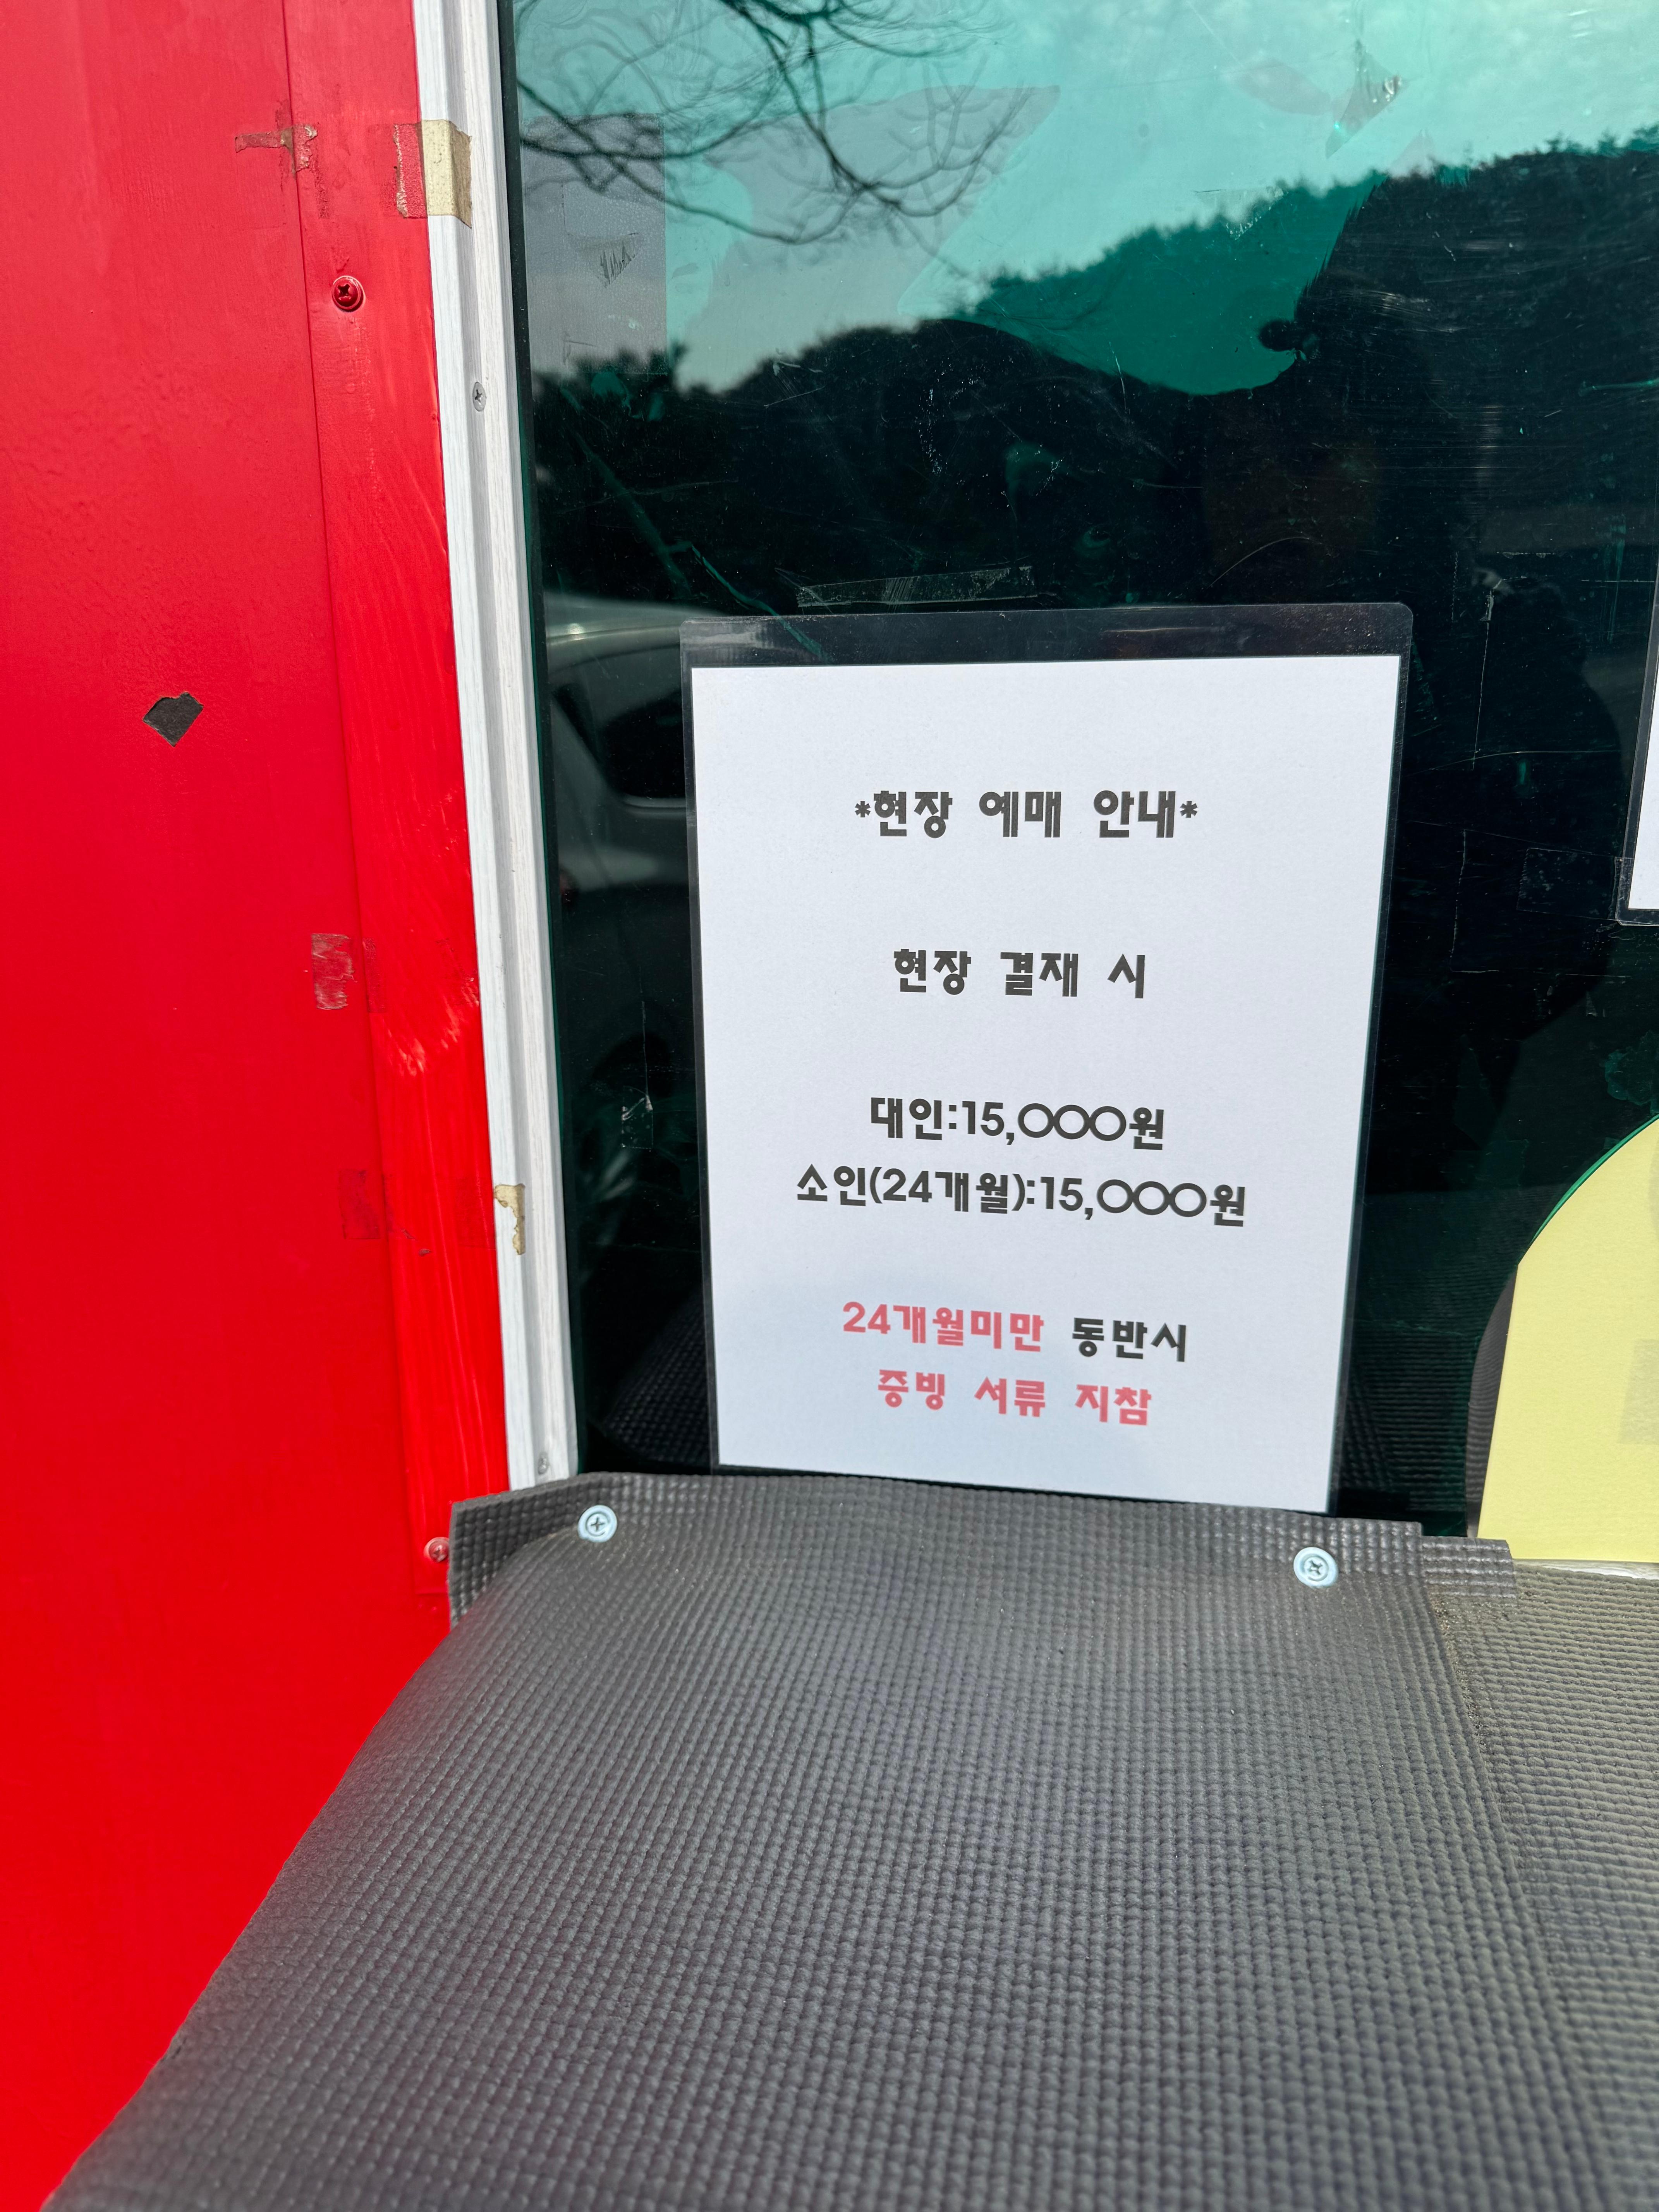 *현장 예매 안내*
현장 결재 시
대인:15,000원
소인(24개월):15,000원
24개월미만 동반시
증빙 서류 지참